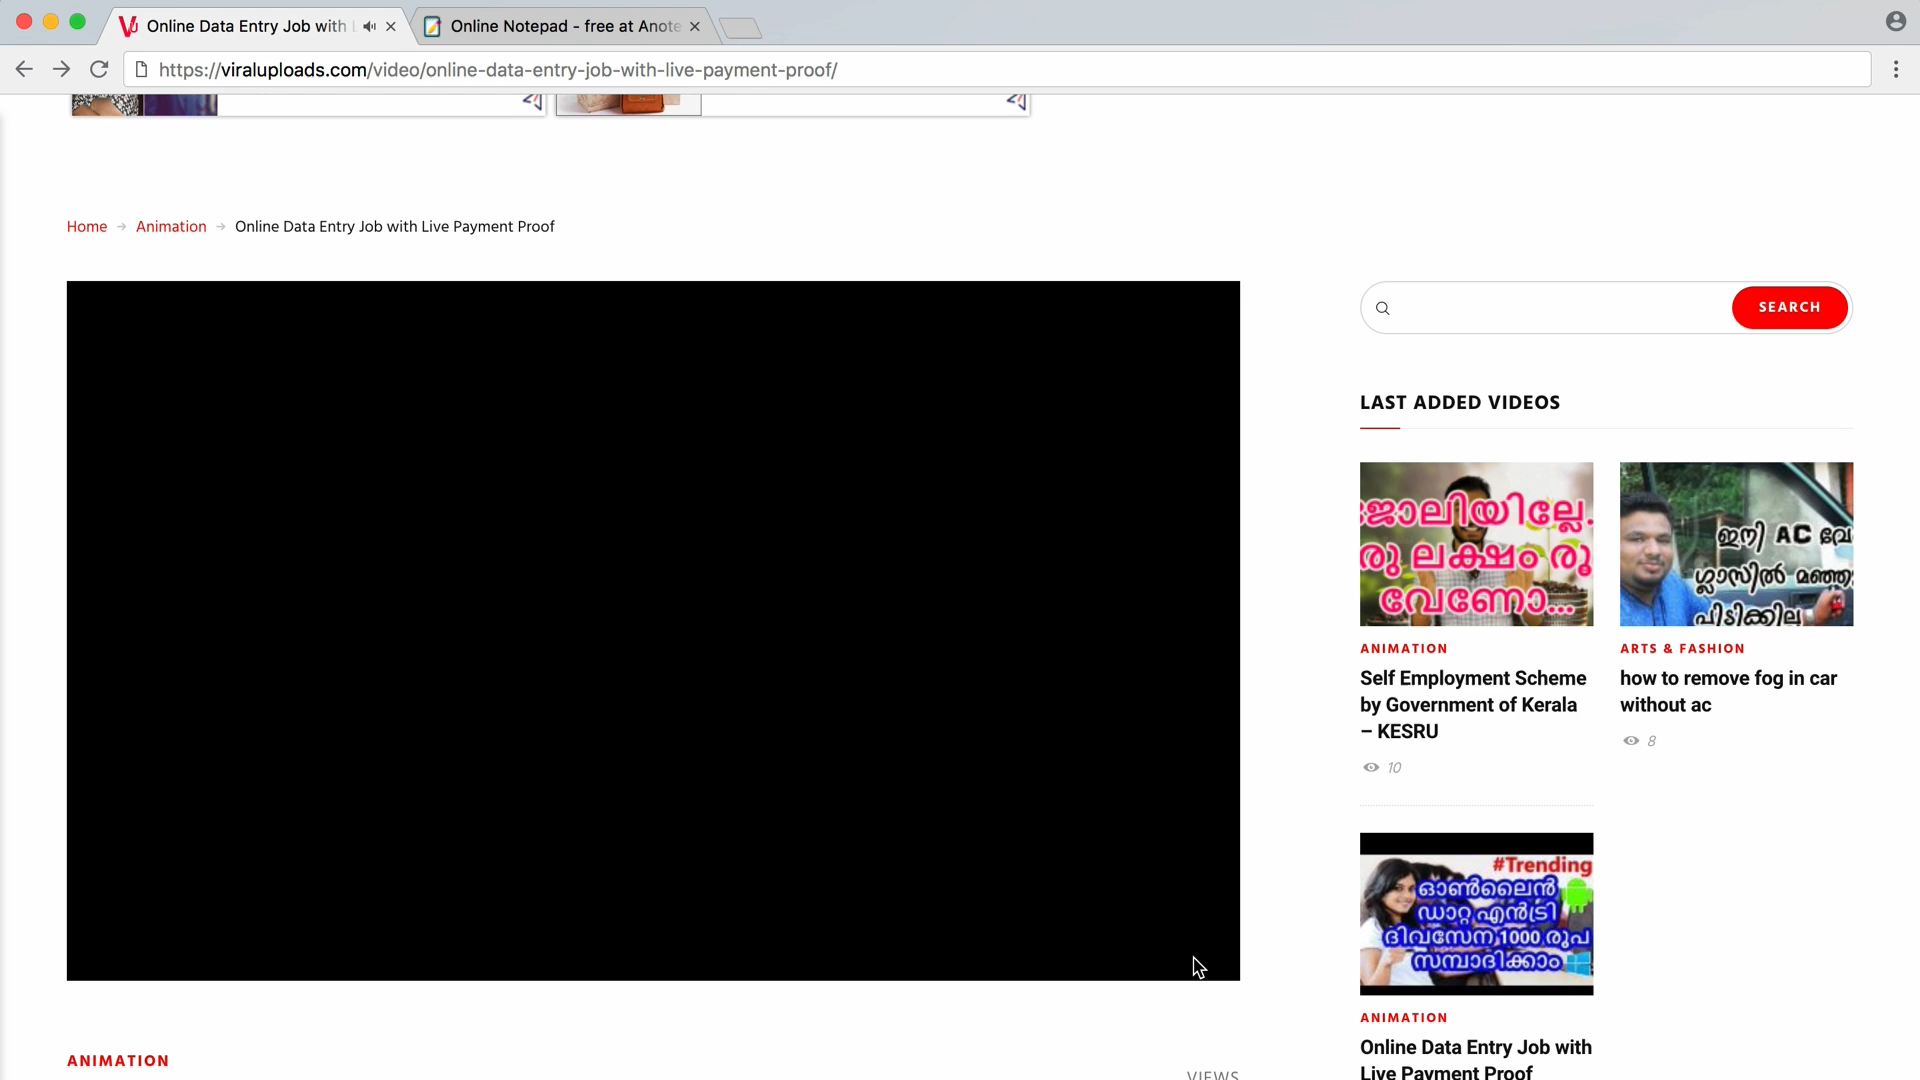 Online Data Entry Job with
Online Notepad - free at Anote
https://viraluploads.com/video/online-data-entry-job-with-live-payment-proof/
Home → Animation → Online Data Entry Job with Live Payment Proof
SEARCH
LAST ADDED VIDEOS
ജോലിയില്ലേ.
രു ലക്ഷം രൂ
വേണോ...
ANIMATION
Self Employment Scheme
by Government of Kerala
– KESRU
10
ഇനി AC വേ
ഗ്ലാസിൽ മഞ്ഞു
പിടിക്കില്ല
ARTS & FASHION
how to remove fog in car
without ac
8
#Trending
ഓൺലൈൻ
ഡാറ്റ എൻട്രി
ദിവസേന 1000 രൂപ
സമ്പാദിക്കാം
ANIMATION
Online Data Entry Job with
Live Payment Proof
ANIMATION
VIEWS